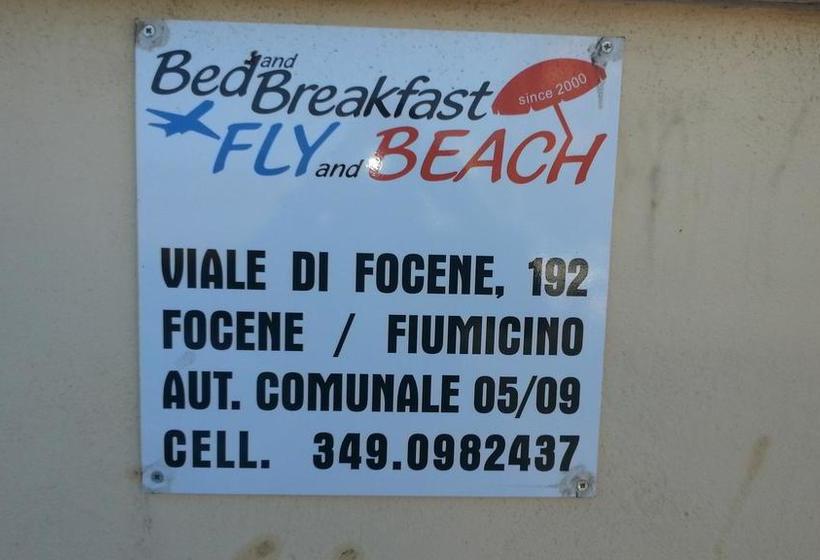 Bed and Breakfast
since 2000
FLY and BEACH
VIALE DI FOCENE, 192
FOCENE / FIUMICINO
AUT. COMUNALE 05/09
CELL. 349.0982437